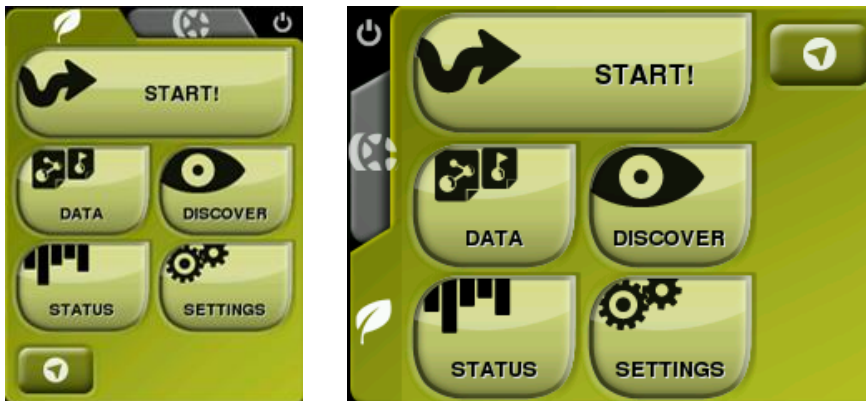 START!
DATA
DISCOVER
STATUS
SETTINGS
START!
DATA
DISCOVER
STATUS
SETTINGS